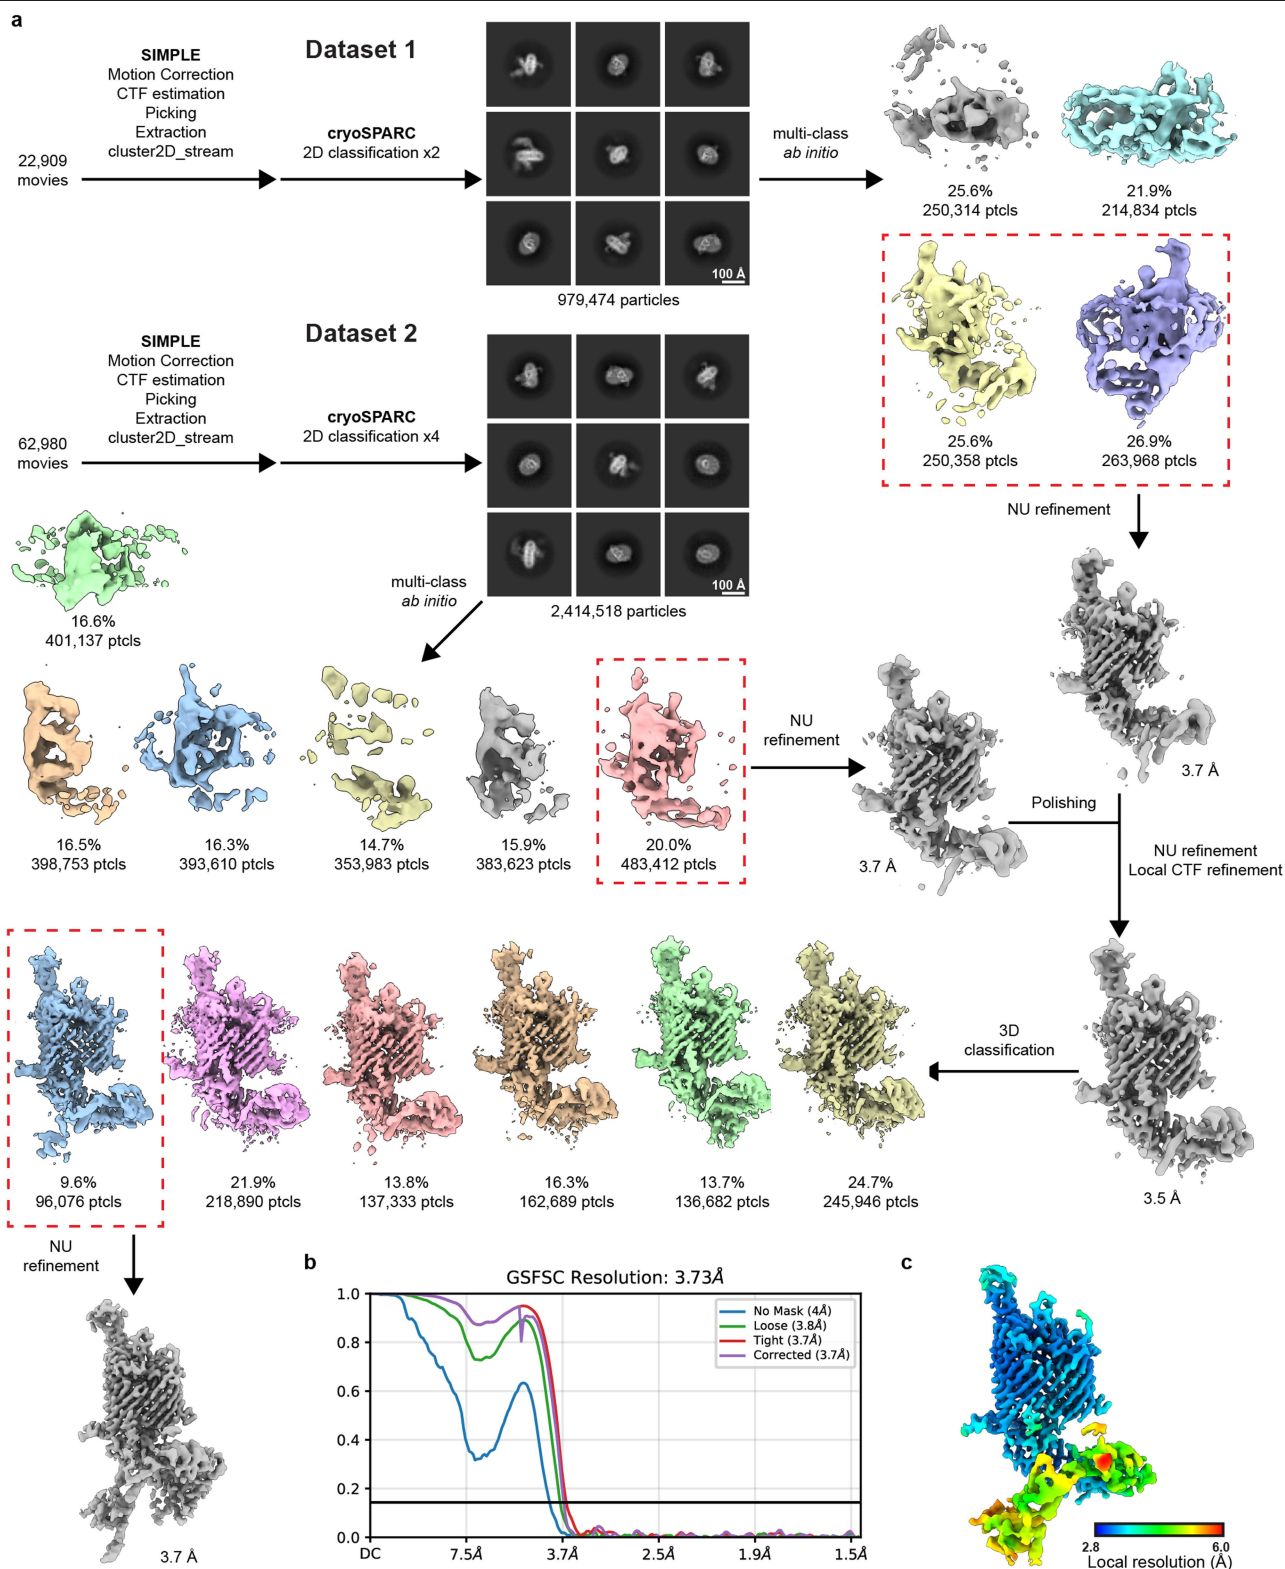 a
Dataset 1
SIMPLE
Motion Correction
CTF estimation
Picking
Extraction
cluster2D_stream
22,909
movies
cryoSPARC
2D classification x2
100 Å
979,474 particles
multi-class
ab initio
25.6%
250,314 ptcls
21.9%
214,834 ptcls
25.6%
250,358 ptcls
26.9%
263,968 ptcls
NU refinement
3.7 Å
Dataset 2
SIMPLE
Motion Correction
CTF estimation
Picking
Extraction
cluster2D_stream
62,980
movies
cryoSPARC
2D classification x4
100 Å
2,414,518 particles
multi-class
ab initio
16.6%
401,137 ptcls
16.5%
398,753 ptcls
16.3%
393,610 ptcls
14.7%
353,983 ptcls
15.9%
383,623 ptcls
20.0%
483,412 ptcls
NU
refinement
3.7 Å
Polishing
NU refinement
Local CTF refinement
3.5 Å
3D
classification
9.6%
96,076 ptcls
21.9%
218,890 ptcls
13.8%
137,333 ptcls
16.3%
162,689 ptcls
13.7%
136,682 ptcls
24.7%
245,946 ptcls
NU
refinement
3.7 Å
b
GSFSC Resolution: 3.73Å
No Mask (4Å)
Loose (3.8Å)
Tight (3.7Å)
Corrected (3.7Å)
1.0
0.8
0.6
0.4
0.2
0.0
DC
7.5Å
3.7Å
2.5Å
1.9Å
1.5Å
c
2.8
6.0
Local resolution (Å)